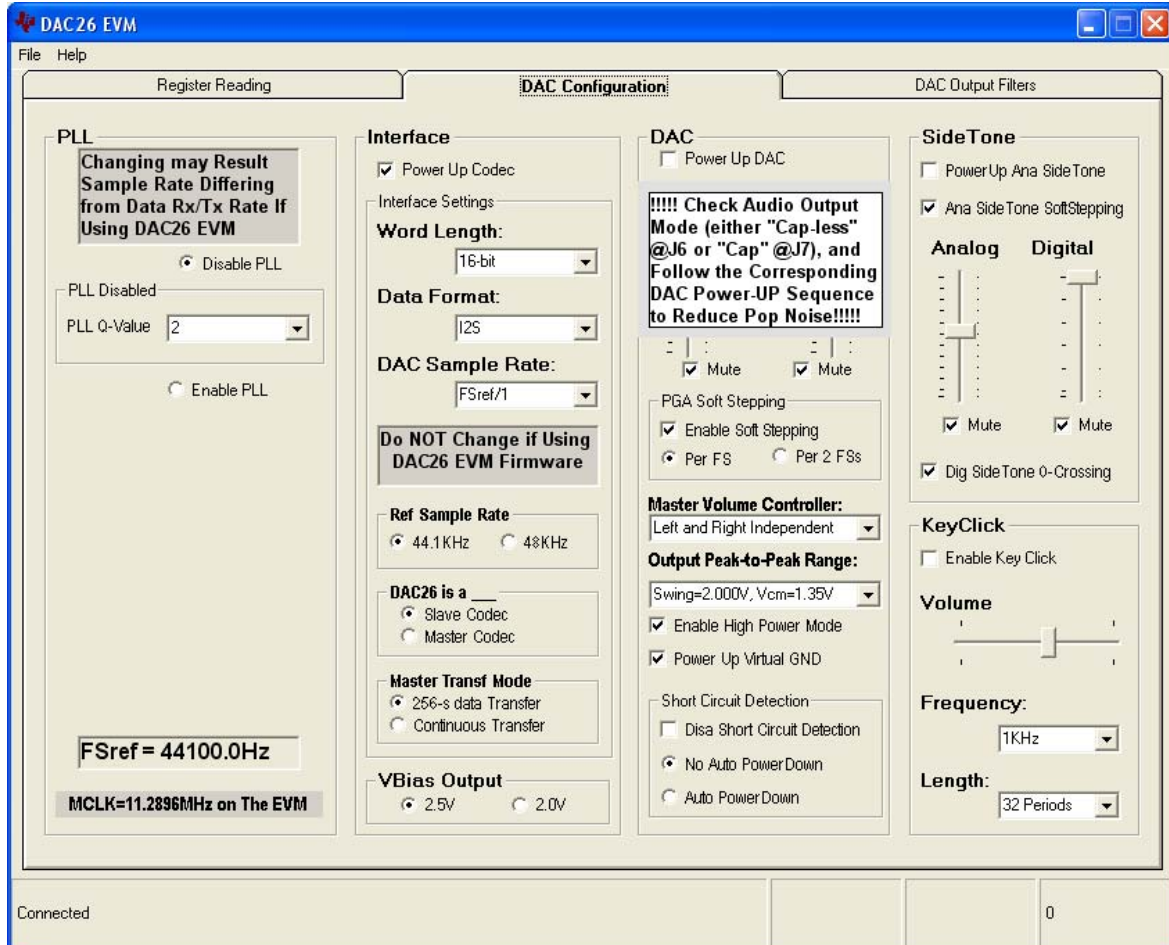 DAC26 EVM
File Help
Register Reading
DAC Configuration
DAC Output Filters
PLL
Changing may Result
Sample Rate Differing
from Data Rx/Tx Rate If
Using DAC26 EVM
Disable PLL
PLL Disabled
PLL Q-Value 2
Enable PLL
FSref = 44100.0Hz
MCLK=11.2896MHz on The EVM
Interface
Power Up Codec
Interface Settings
Word Length:
16-bit
Data Format:
I2S
DAC Sample Rate:
FSref/1
Do NOT Change if Using
DAC26 EVM Firmware
Ref Sample Rate
44.1KHz 48KHz
DAC26 is a ___
Slave Codec
Master Codec
Master Transf Mode
256-s data Transfer
Continuous Transfer
VBias Output
2.5V 2.0V
DAC
Power Up DAC
!!!!! Check Audio Output
Mode (either "Cap-less"
@J6 or "Cap" @J7), and
Follow the Corresponding
DAC Power-UP Sequence
to Reduce Pop Noise!!!!!
Mute Mute
PGA Soft Stepping
Enable Soft Stepping
Per FS Per 2 FSs
Master Volume Controller:
Left and Right Independent
Output Peak-to-Peak Range:
Swing=2.000V, Vcm=1.35V
Enable High Power Mode
Power Up Virtual GND
Short Circuit Detection
Disa Short Circuit Detection
No Auto PowerDown
Auto PowerDown
SideTone
PowerUp Ana SideTone
Ana SideTone SoftStepping
Analog Digital
Mute Mute
Dig SideTone 0-Crossing
KeyClick
Enable Key Click
Volume
Frequency:
1KHz
Length:
32 Periods
Connected
0